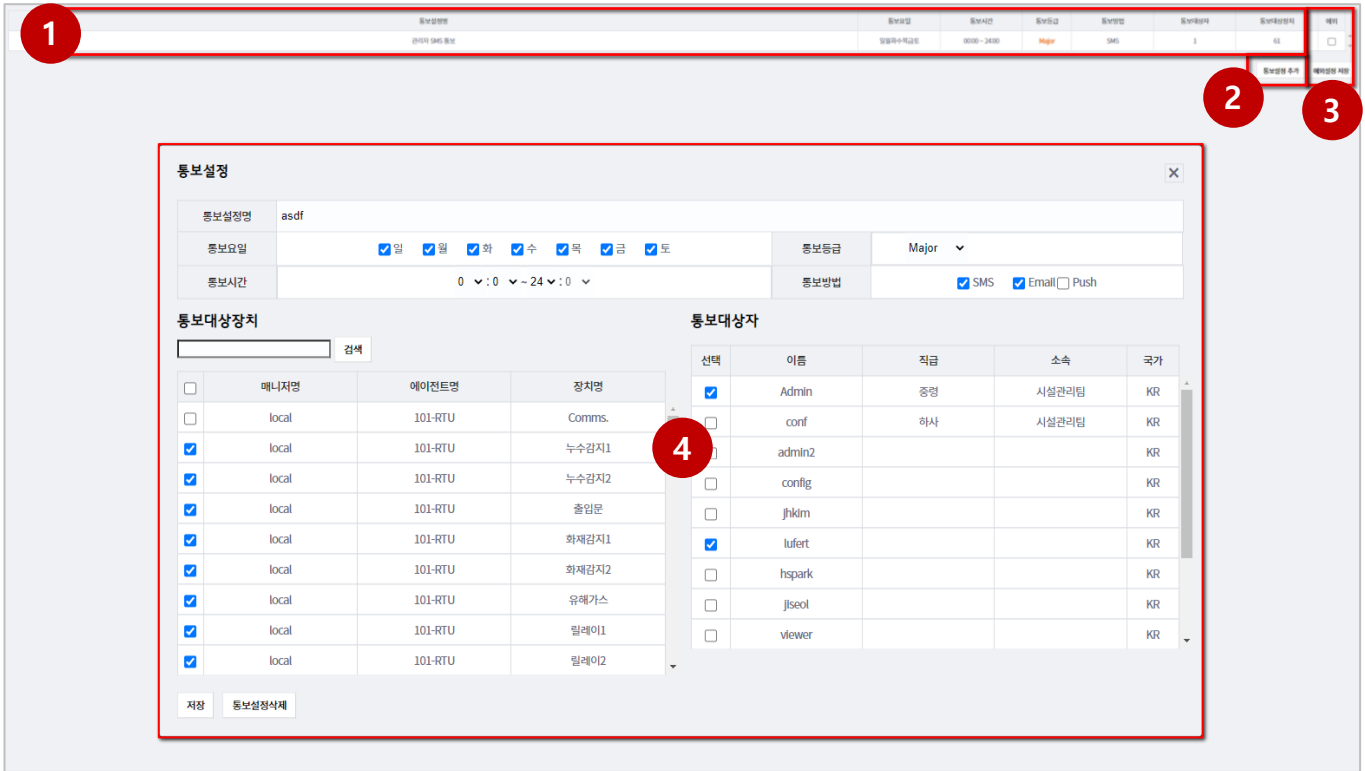 통보설정명 통보요일 통보시간 통보등급 통보방법 통보대상자 통보대상장치 예외
관리자 SMS 통보 일월화수목금토 00:00 ~ 24:00 Major SMS 1 61
통보설정 추가 예외설정 저장
1
2
3
통보설정
통보설정명 asdf
통보요일 일 월 화 수 목 금 토 통보등급 Major
통보시간 0 : 0 ~ 24 : 0 통보방법 SMS Email Push
통보대상장치
검색
매니저명 에이전트명 장치명
local 101-RTU Comms.
local 101-RTU 누수감지1
local 101-RTU 누수감지2
local 101-RTU 출입문
local 101-RTU 화재감지1
local 101-RTU 화재감지2
local 101-RTU 유해가스
local 101-RTU 릴레이1
local 101-RTU 릴레이2
통보대상자
선택 이름 직급 소속 국가
Admin 중령 시설관리팀 KR
conf 하사 시설관리팀 KR
admin2 KR
config KR
jhkim KR
lufert KR
hspark KR
jiseol KR
viewer KR
4
저장 통보설정삭제